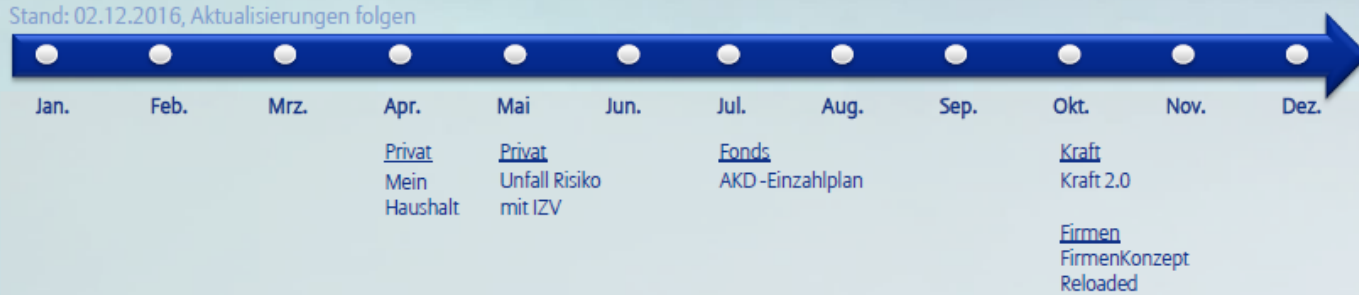 Stand: 02.12.2016, Aktualisierungen folgen
Jan. Feb. Mrz. Apr. Mai Jun. Jul. Aug. Sep. Okt. Nov. Dez.
Privat
Mein
Haushalt
Privat
Unfall Risiko
mit IZV
Fonds
AKD -Einzahlplan
Kraft
Kraft 2.0
Firmen
FirmenKonzept
Reloaded